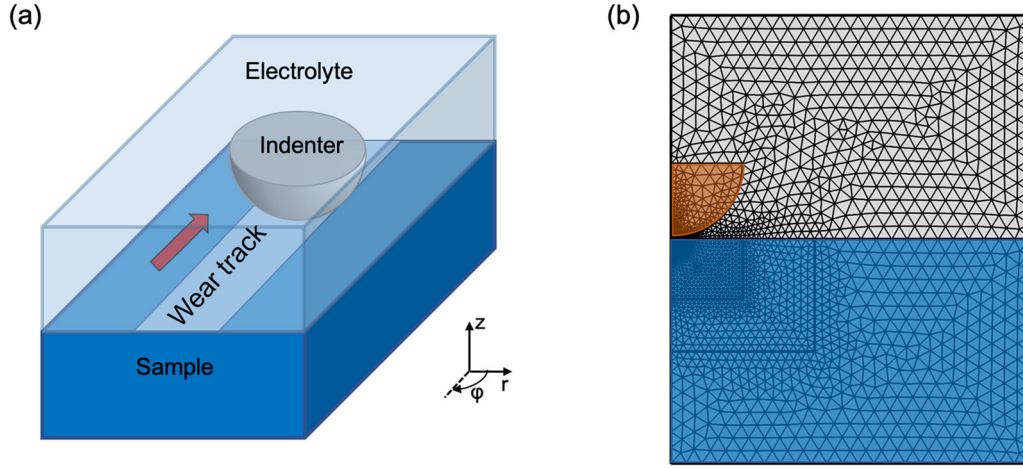 (a)
Electrolyte
Indenter
Wear track
Sample
z
r
φ
(b)